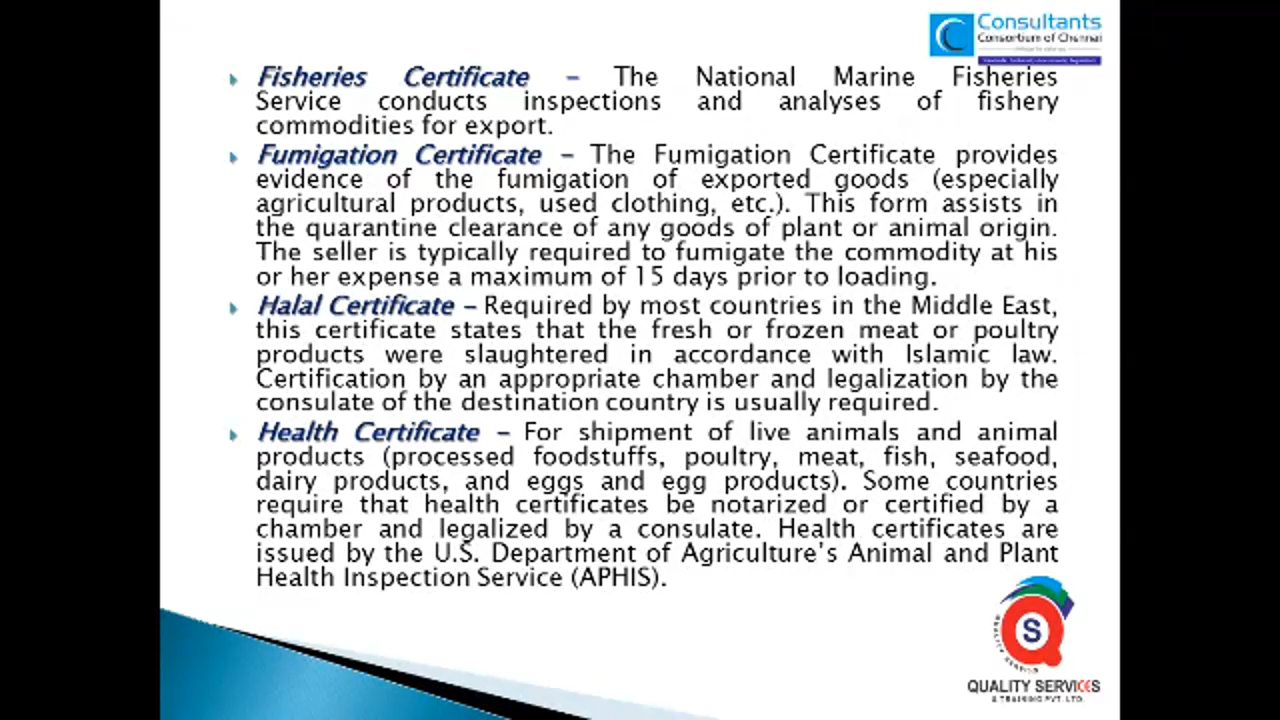 Consultants
Consortium of Chennai
Fisheries Certificate – The National Marine Fisheries
Service conducts inspections and analyses of fishery
commodities for export.
Fumigation Certificate – The Fumigation Certificate provides
evidence of the fumigation of exported goods (especially
agricultural products, used clothing, etc.). This form assists in
the quarantine clearance of any goods of plant or animal origin.
The seller is typically required to fumigate the commodity at his
or her expense a maximum of 15 days prior to loading.
Halal Certificate – Required by most countries in the Middle East,
this certificate states that the fresh or frozen meat or poultry
products were slaughtered in accordance with Islamic law.
Certification by an appropriate chamber and legalization by the
consulate of the destination country is usually required.
Health Certificate – For shipment of live animals and animal
products (processed foodstuffs, poultry, meat, fish, seafood,
dairy products, and eggs and egg products). Some countries
require that health certificates be notarized or certified by a
chamber and legalized by a consulate. Health certificates are
issued by the U.S. Department of Agriculture's Animal and Plant
Health Inspection Service (APHIS).
S
QUALITY SERVICES
& TRAINING PVT. LTD.